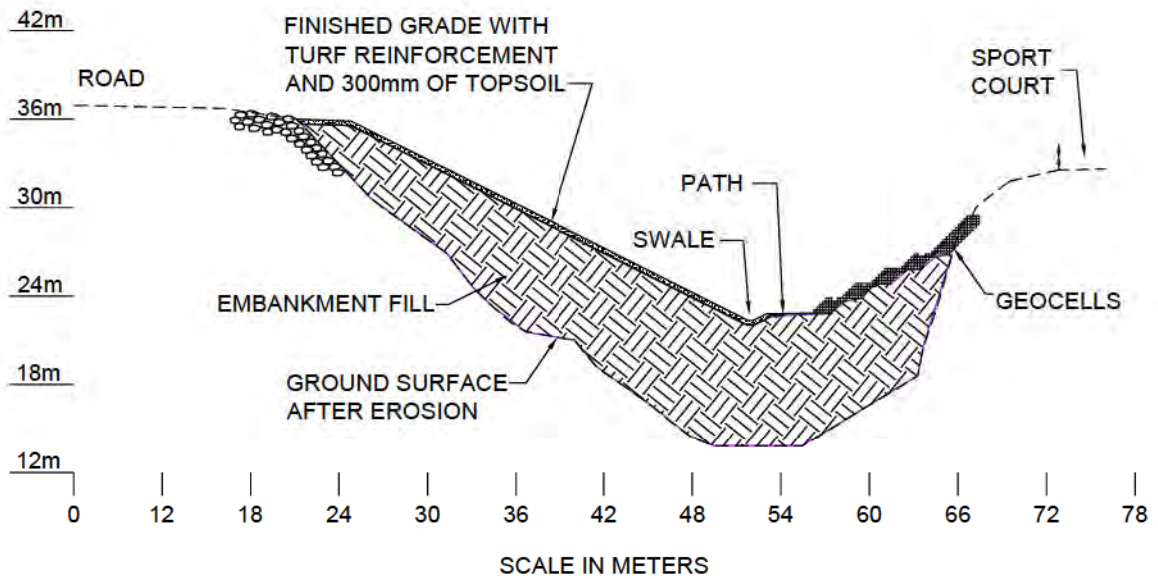 42m
FINISHED GRADE WITH
TURF REINFORCEMENT
AND 300mm OF TOPSOIL
ROAD
SPORT
COURT
36m
30m
PATH
SWALE
24m
EMBANKMENT FILL
GEOCELLS
18m
GROUND SURFACE
AFTER EROSION
12m
0 12 18 24 30 36 42 48 54 60 66 72 78
SCALE IN METERS